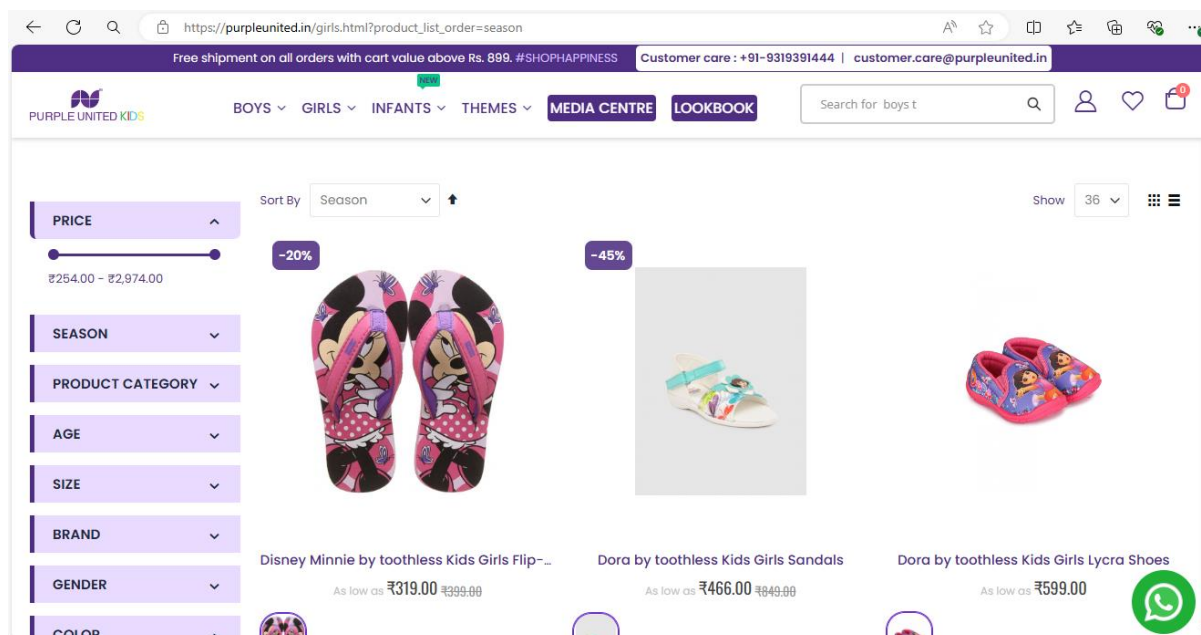 https://purpleunited.in/girls.html?product_list_order=season
Free shipment on all orders with cart value above Rs. 899. #SHOPHAPPINESS Customer care : +91-9319391444 | customer.care@purpleunited.in
NEW
PURPLE UNITED KIDS
BOYS GIRLS INFANTS THEMES MEDIA CENTRE LOOKBOOK Search for boys t 0
Sort By Season Show 36
PRICE
₹254.00 - ₹2,974.00
SEASON
PRODUCT CATEGORY
AGE
SIZE
BRAND
GENDER
COLOR
-20%
Disney Minnie by toothless Kids Girls Flip-...
As low as ₹319.00 ₹399.00
-45%
Dora by toothless Kids Girls Sandals
As low as ₹466.00 ₹849.00
Dora by toothless Kids Girls Lycra Shoes
As low as ₹599.00